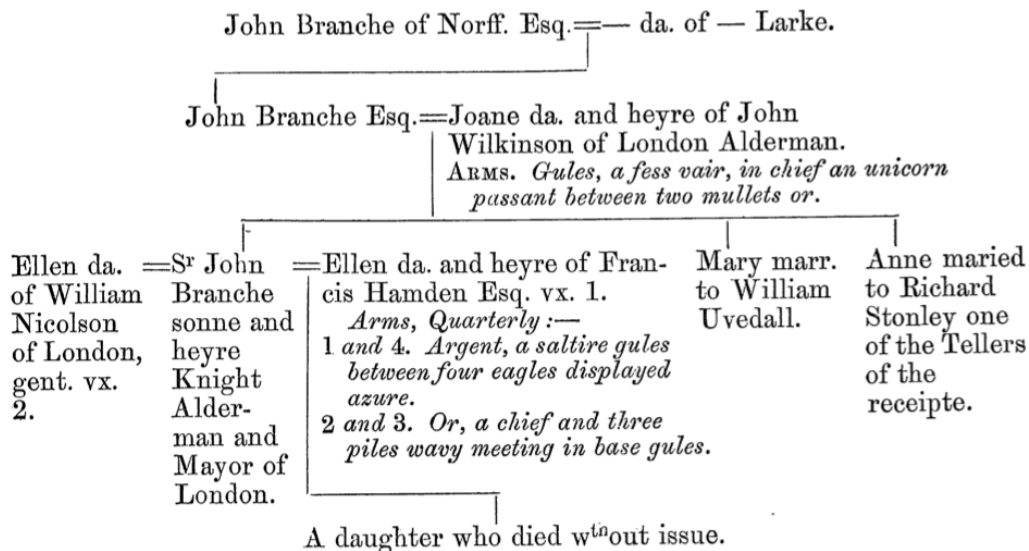 John Branche of Norff. Esq.=— da. of — Larke.
John Branche Esq.=Joane da. and heyre of John
Wilkinson of London Alderman.
ARMS. Gules, a fess vair, in chief an unicorn
passant between two mullets or.
Ellen da.
of William
Nicolson
of London,
gent. vx.
2.
=Sr John
Branche
sonne and
heyre
Knight
Alder-
man and
Mayor of
London.
=Ellen da. and heyre of Fran-
cis Hamden Esq. vx. 1.
Arms, Quarterly :—
1 and 4. Argent, a saltire gules
between four eagles displayed
azure.
2 and 3. Or, a chief and three
piles wavy meeting in base gules.
Mary marr.
to William
Uvedall.
Anne maried
to Richard
Stonley one
of the Tellers
of the
receipte.
A daughter who died wtnout issue.